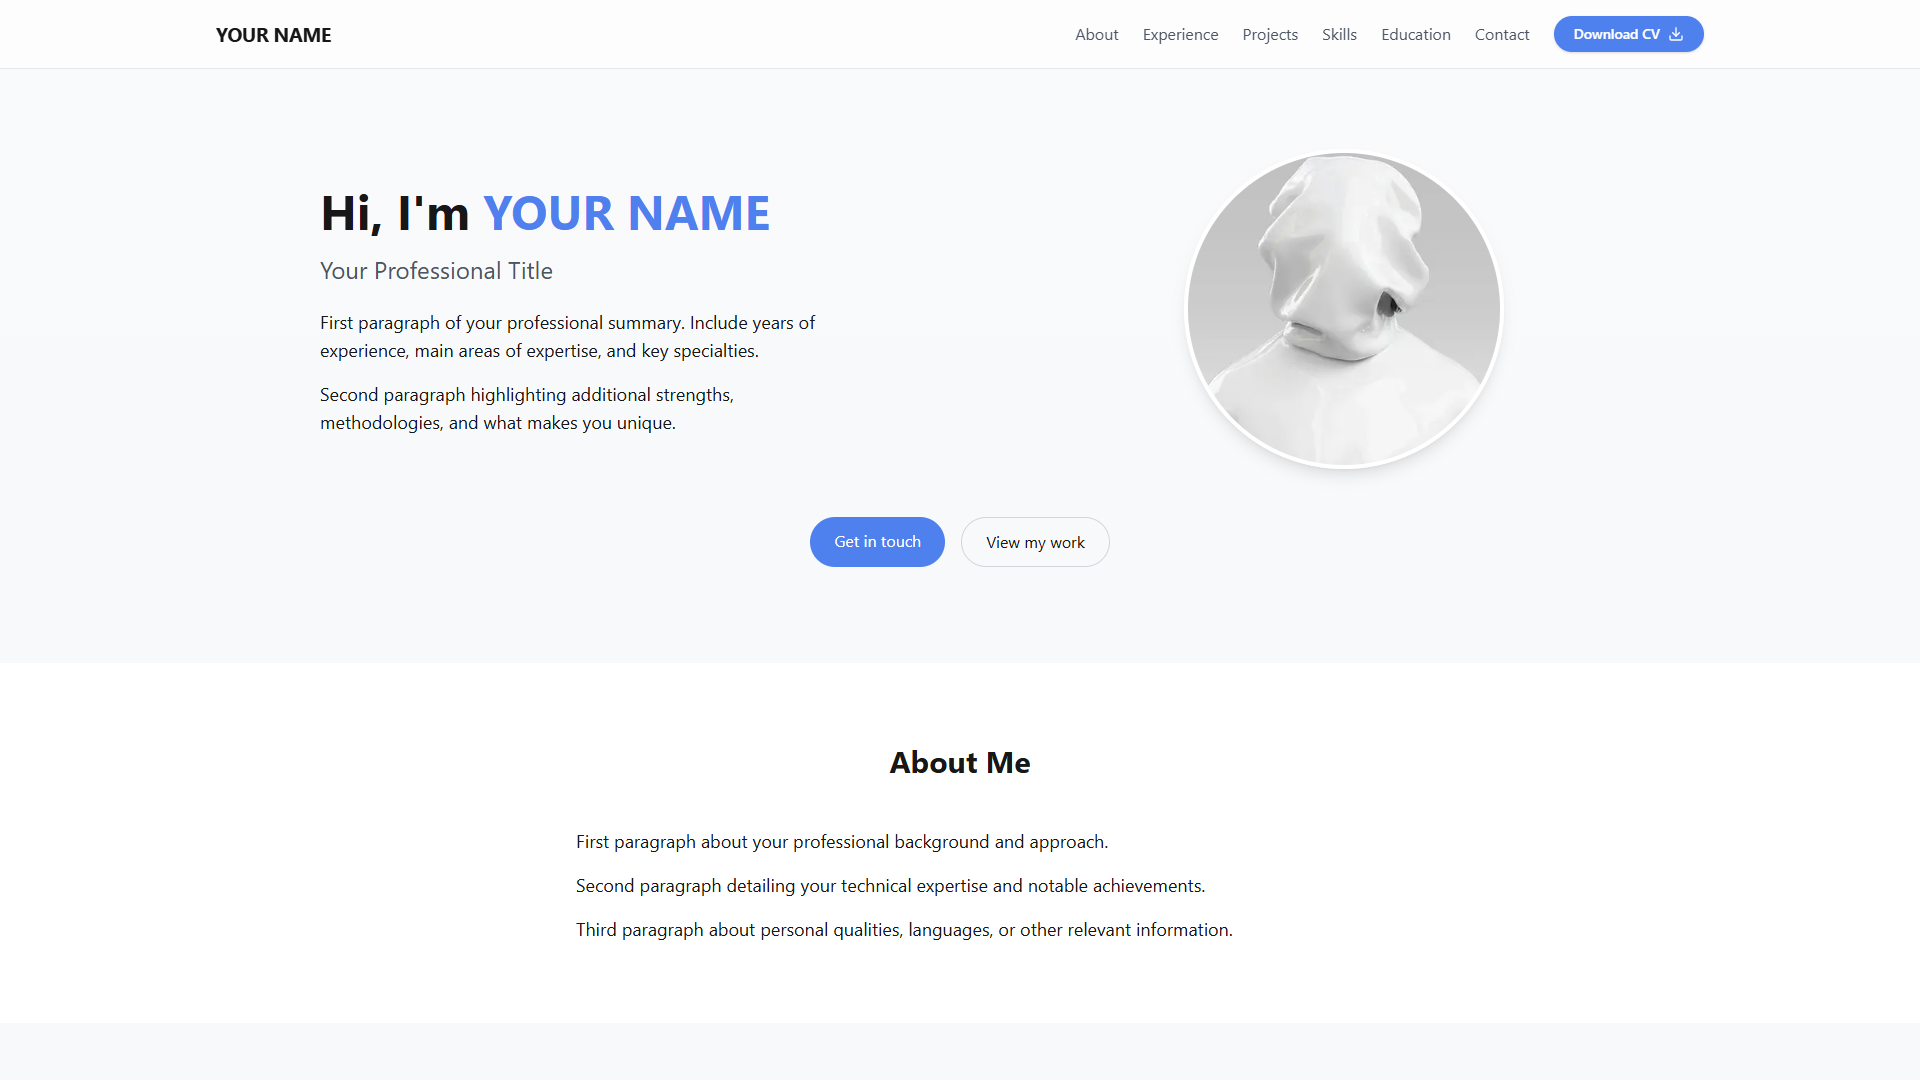 YOUR NAME
About
Experience
Projects
Skills
Education
Contact
Download CV
Hi, I'm YOUR NAME
Your Professional Title
First paragraph of your professional summary. Include years of
experience, main areas of expertise, and key specialties.
Second paragraph highlighting additional strengths,
methodologies, and what makes you unique.
Get in touch
View my work
About Me
First paragraph about your professional background and approach.
Second paragraph detailing your technical expertise and notable achievements.
Third paragraph about personal qualities, languages, or other relevant information.